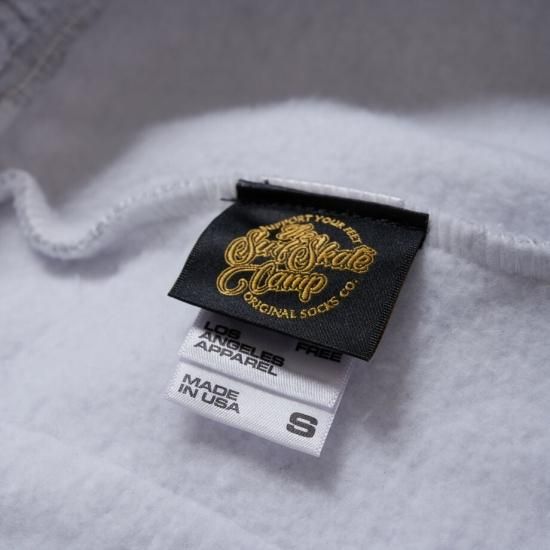 SUPPORT YOUR FEET
The
Surf Skate
Camp
ORIGINAL SOCKS CO.
LOS
ANGELES
APPAREL
FREE
MADE
IN USA
S